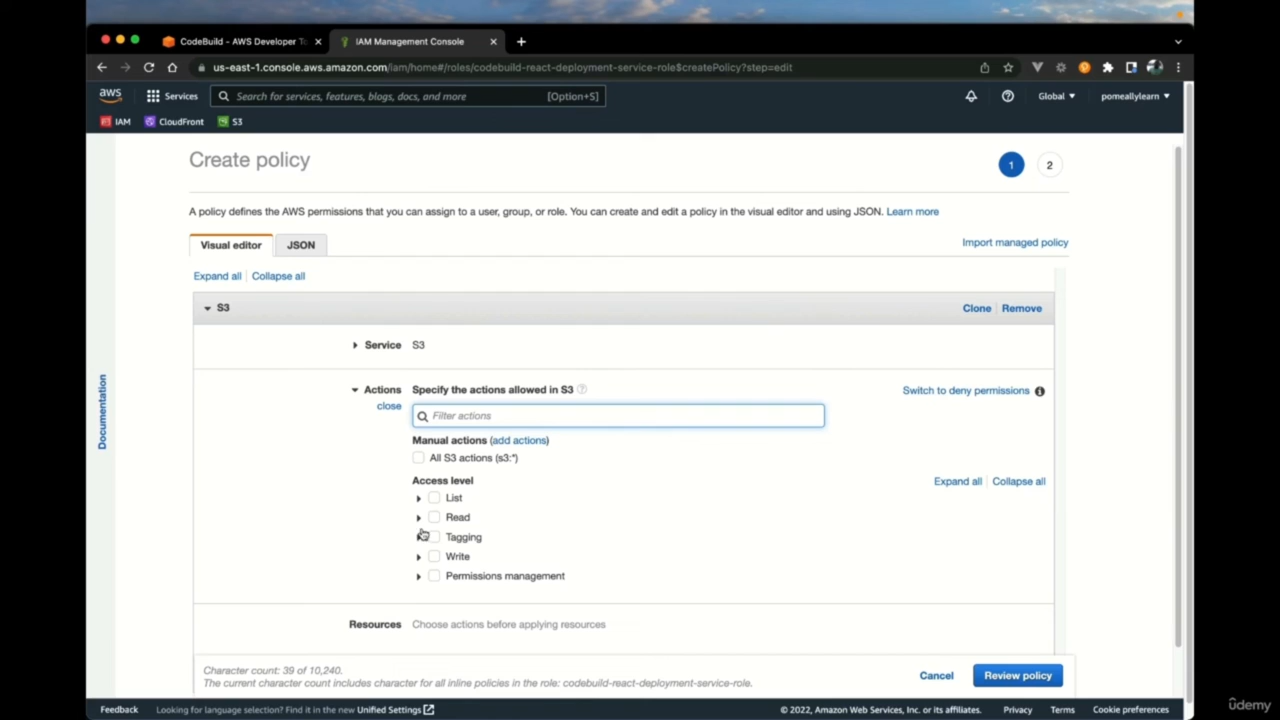 CodeBuild - AWS Developer To
IAM Management Console
us-east-1.console.aws.amazon.com/iam/home#/roles/codebuild-react-deployment-service-role$createPolicy?step=edit
aws
Services
Search for services, features, blogs, docs, and more
[Option+S]
Global
pomeallylearn
IAM
CloudFront
S3
Create policy
1
2
A policy defines the AWS permissions that you can assign to a user, group, or role. You can create and edit a policy in the visual editor and using JSON. Learn more
Visual editor
JSON
Import managed policy
Expand all | Collapse all
S3
Clone | Remove
Service S3
Documentation
Actions
close
Specify the actions allowed in S3
Switch to deny permissions
Filter actions
Manual actions (add actions)
All S3 actions (s3:*)
Access level
Expand all | Collapse all
List
Read
Tagging
Write
Permissions management
Resources Choose actions before applying resources
Character count: 39 of 10,240.
The current character count includes character for all inline policies in the role: codebuild-react-deployment-service-role.
Cancel
Review policy
Feedback
Looking for language selection? Find it in the new Unified Settings
© 2022, Amazon Web Services, Inc. or its affiliates.
Privacy
Terms
Cookie preferences
ûdemy